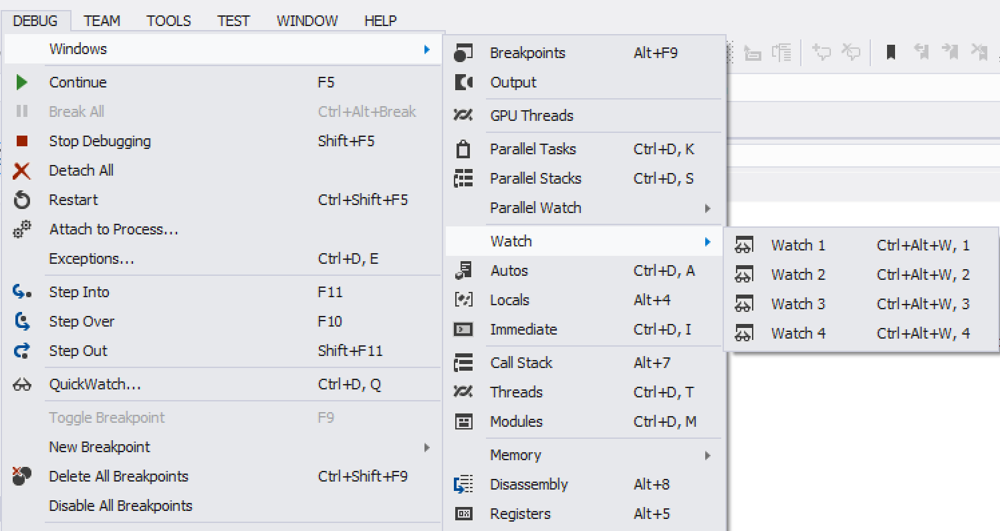 DEBUG TEAM TOOLS TEST WINDOW HELP
Windows
Continue F5
Break All Ctrl+Alt+Break
Stop Debugging Shift+F5
Detach All
Restart Ctrl+Shift+F5
Attach to Process...
Exceptions... Ctrl+D, E
Step Into F11
Step Over F10
Step Out Shift+F11
QuickWatch... Ctrl+D, Q
Toggle Breakpoint F9
New Breakpoint
Delete All Breakpoints Ctrl+Shift+F9
Disable All Breakpoints
Breakpoints Alt+F9
Output
GPU Threads
Parallel Tasks Ctrl+D, K
Parallel Stacks Ctrl+D, S
Parallel Watch
Watch
Autos Ctrl+D, A
Locals Alt+4
Immediate Ctrl+D, I
Call Stack Alt+7
Threads Ctrl+D, T
Modules Ctrl+D, M
Memory
Disassembly Alt+8
Registers Alt+5
Watch 1 Ctrl+Alt+W, 1
Watch 2 Ctrl+Alt+W, 2
Watch 3 Ctrl+Alt+W, 3
Watch 4 Ctrl+Alt+W, 4